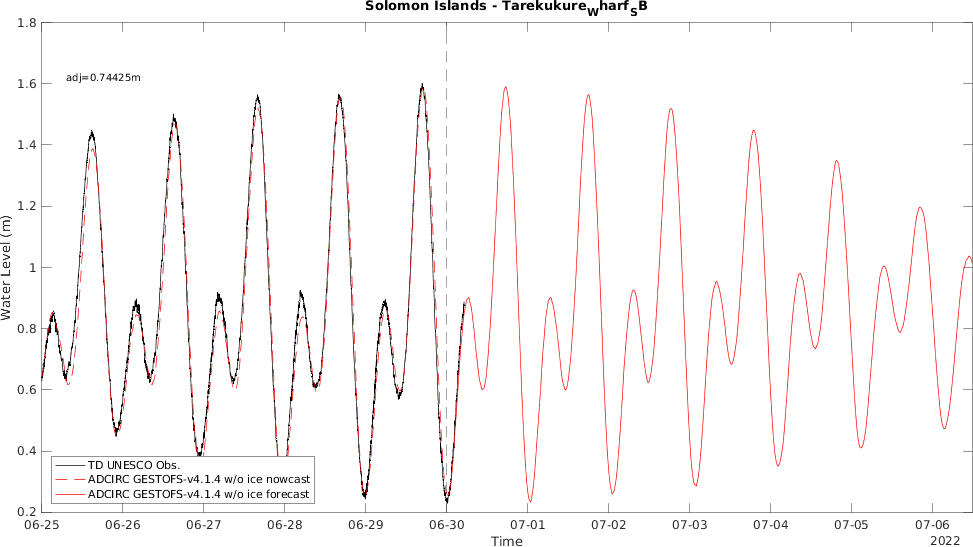 Solomon Islands - Tarekukure_Wharf_SB
1.8
1.6
1.4
1.2
1
0.8
0.6
0.4
0.2
Water Level (m)
adj=0.74425m
TD UNESCO Obs.
ADCIRC GESTOFS-v4.1.4 w/o ice nowcast
ADCIRC GESTOFS-v4.1.4 w/o ice forecast
06-25 06-26 06-27 06-28 06-29 06-30 07-01 07-02 07-03 07-04 07-05 07-06
Time
2022